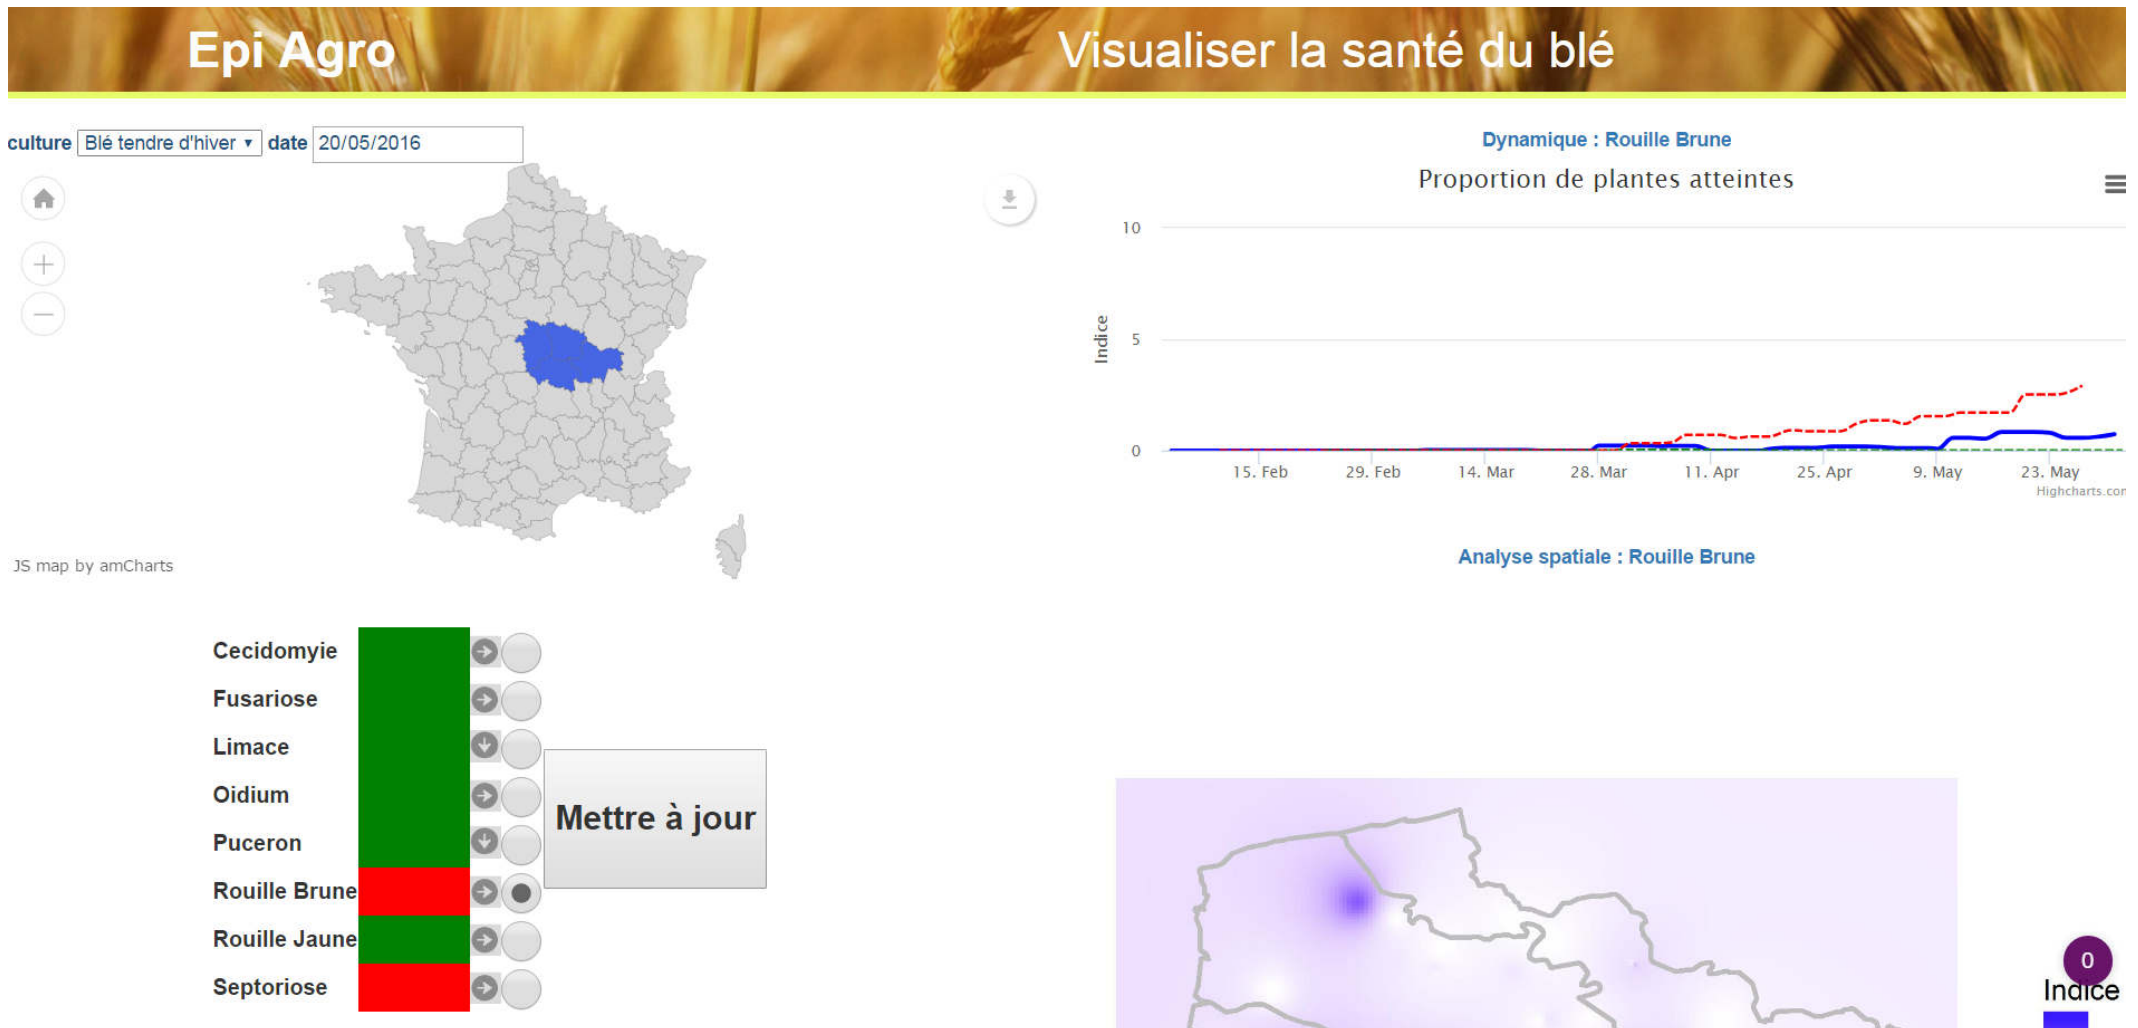 Epi Agro
Visualiser la santé du blé
culture Blé tendre d'hiver date 20/05/2016
JS map by amCharts
Cecidomyie
Fusariose
Limace
Oidium
Puceron
Rouille Brune
Rouille Jaune
Septoriose
Mettre à jour
Dynamique : Rouille Brune
Proportion de plantes atteintes
Indice
10
5
0
15. Feb 29. Feb 14. Mar 28. Mar 11. Apr 25. Apr 9. May 23. May
Highcharts.com
Analyse spatiale : Rouille Brune
0
Indice